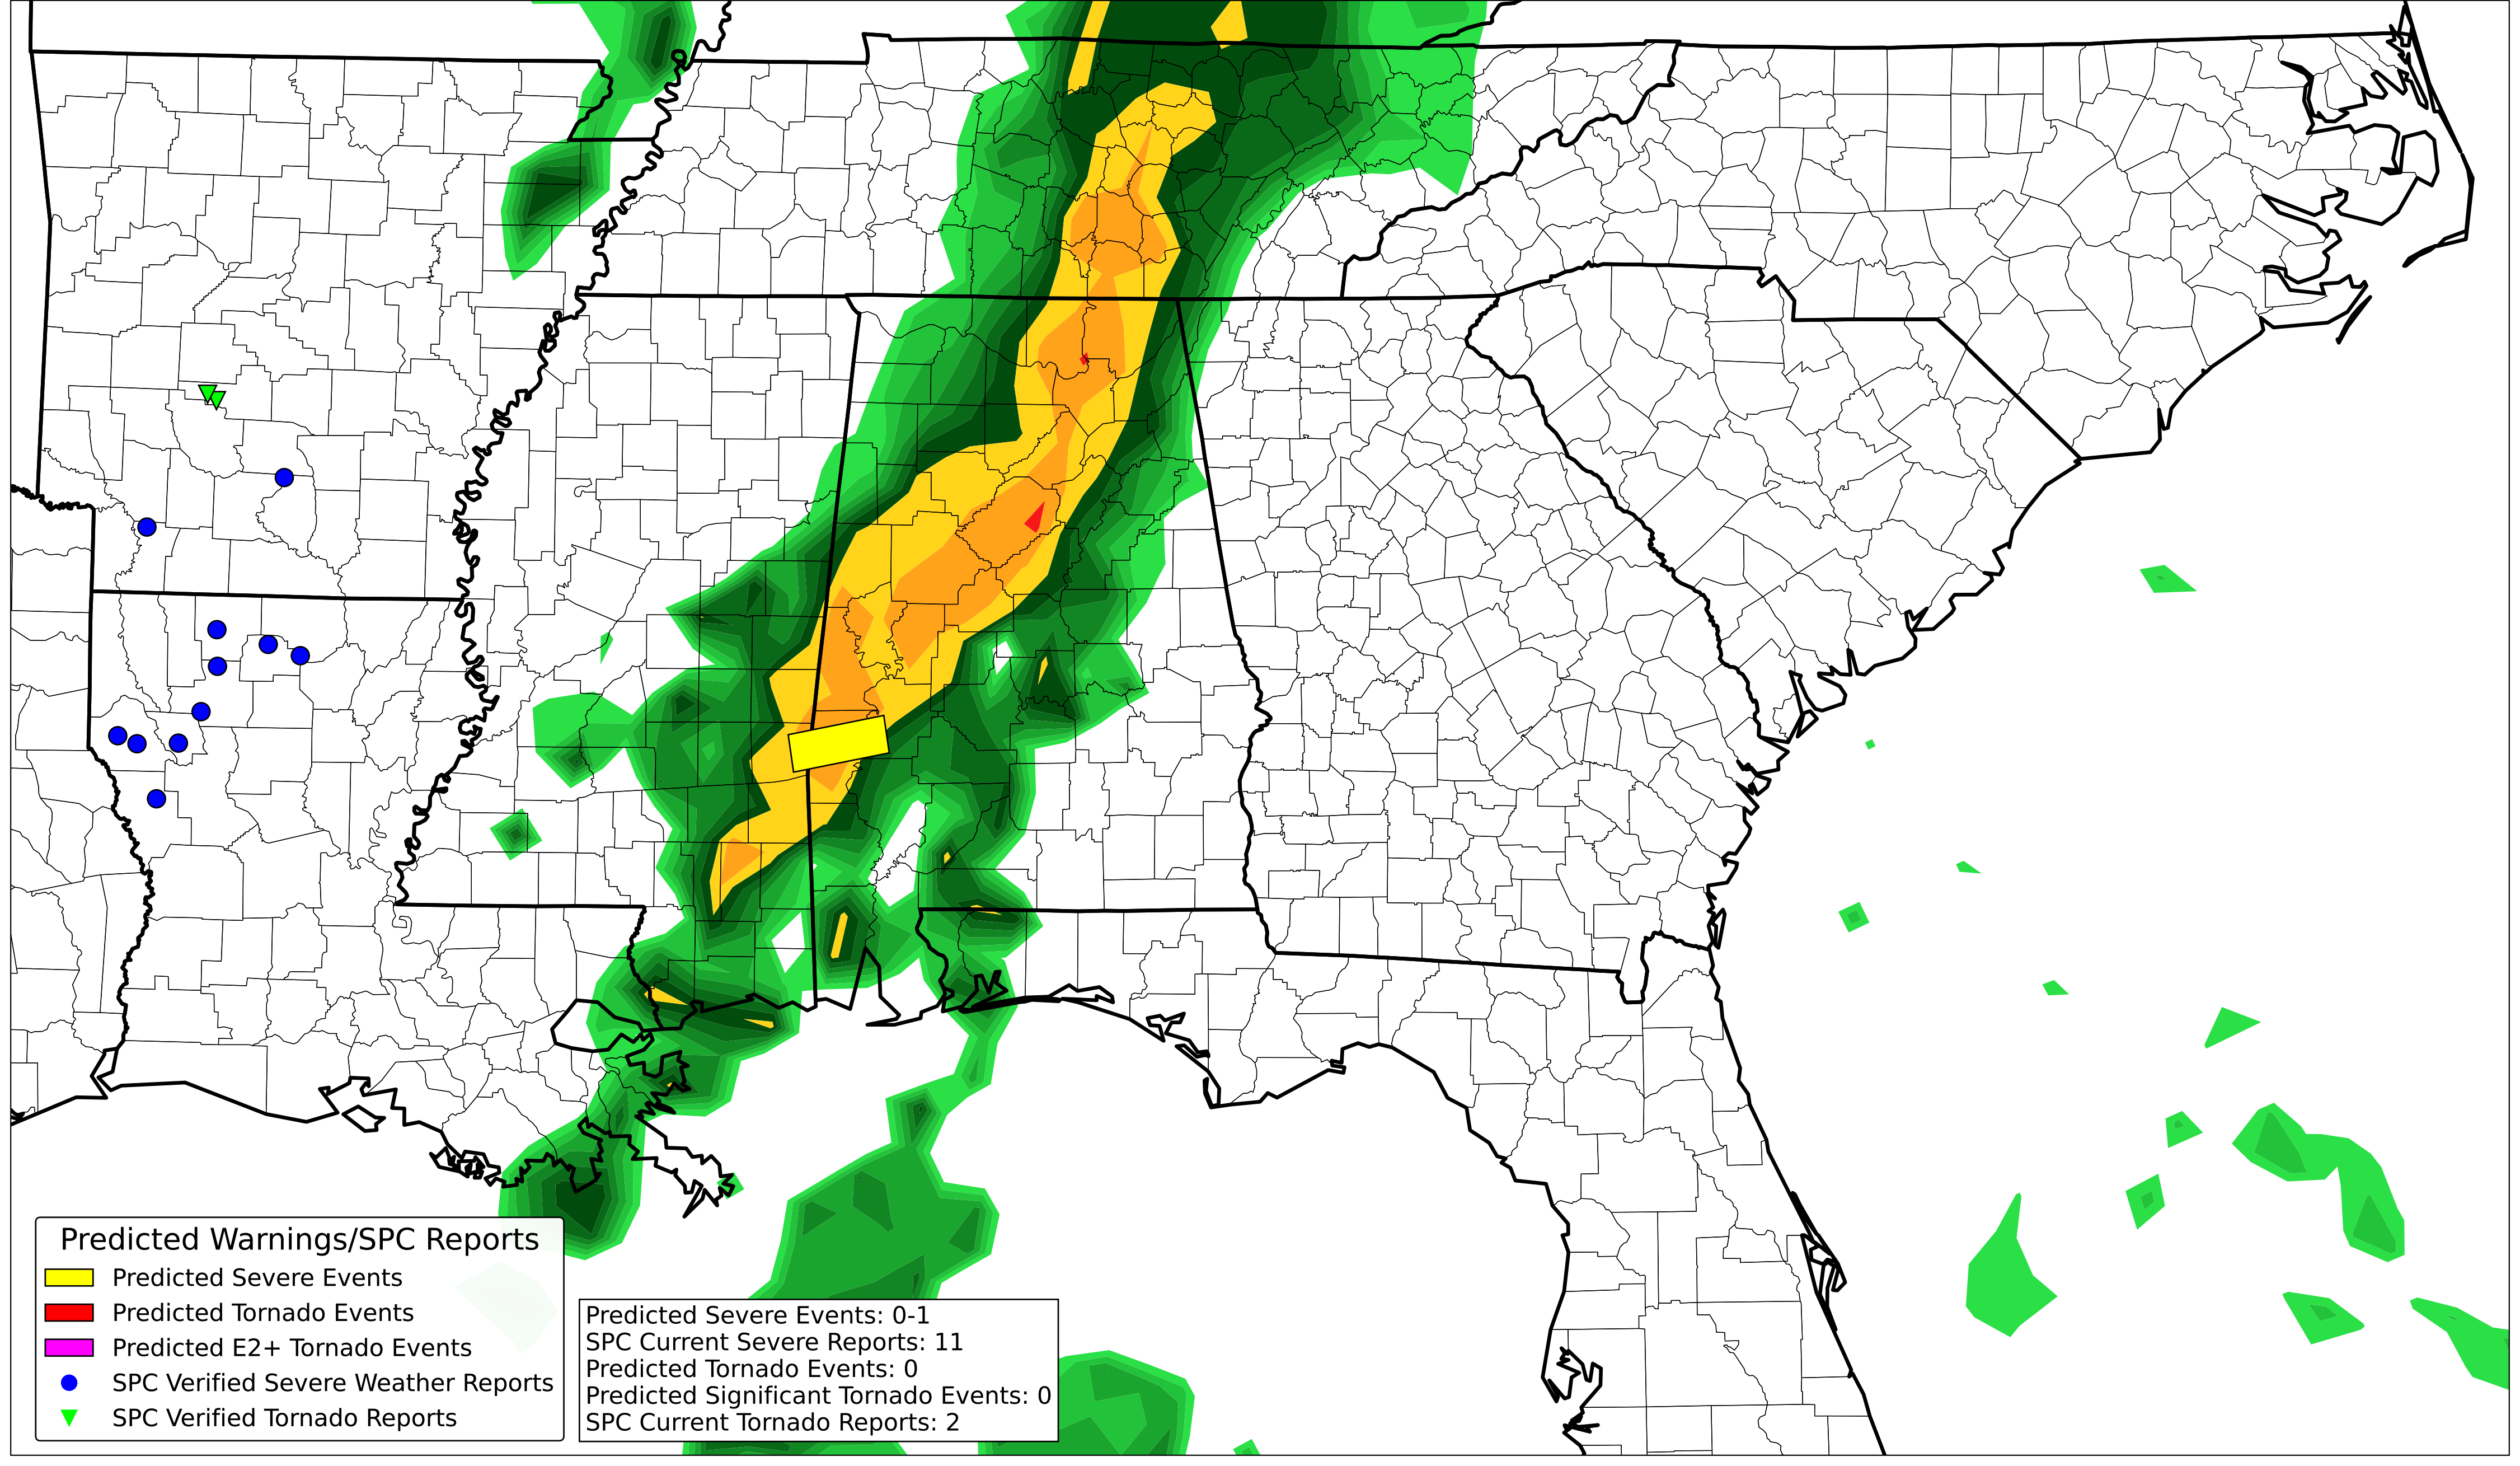 Predicted Warnings/SPC Reports
Predicted Severe Events
Predicted Tornado Events
Predicted E2+ Tornado Events
SPC Verified Severe Weather Reports
SPC Verified Tornado Reports
Predicted Severe Events: 0-1
SPC Current Severe Reports: 11
Predicted Tornado Events: 0
Predicted Significant Tornado Events: 0
SPC Current Tornado Reports: 2